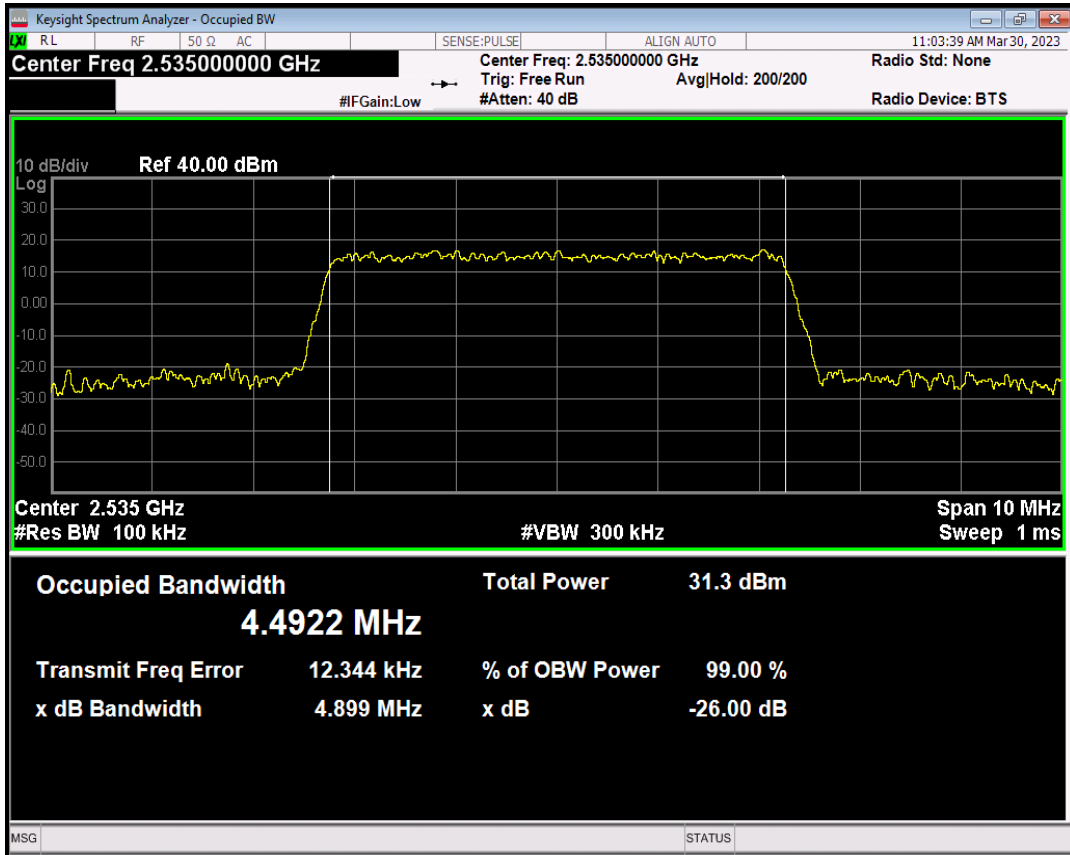 Keysight Spectrum Analyzer - Occupied BW
LXI RL RF 50 Ω AC SENSE:PULSE ALIGN AUTO 11:03:39 AM Mar 30, 2023
Center Freq 2.535000000 GHz Center Freq: 2.535000000 GHz Radio Std: None
Trig: Free Run Avg|Hold: 200/200
#IFGain:Low #Atten: 40 dB Radio Device: BTS
10 dB/div Ref 40.00 dBm
Log
30.0
20.0
10.0
0.00
-10.0
-20.0
-30.0
-40.0
-50.0
Center 2.535 GHz Span 10 MHz
#Res BW 100 kHz #VBW 300 kHz Sweep 1 ms
Occupied Bandwidth Total Power 31.3 dBm
4.4922 MHz
Transmit Freq Error 12.344 kHz % of OBW Power 99.00 %
x dB Bandwidth 4.899 MHz x dB -26.00 dB
MSG STATUS